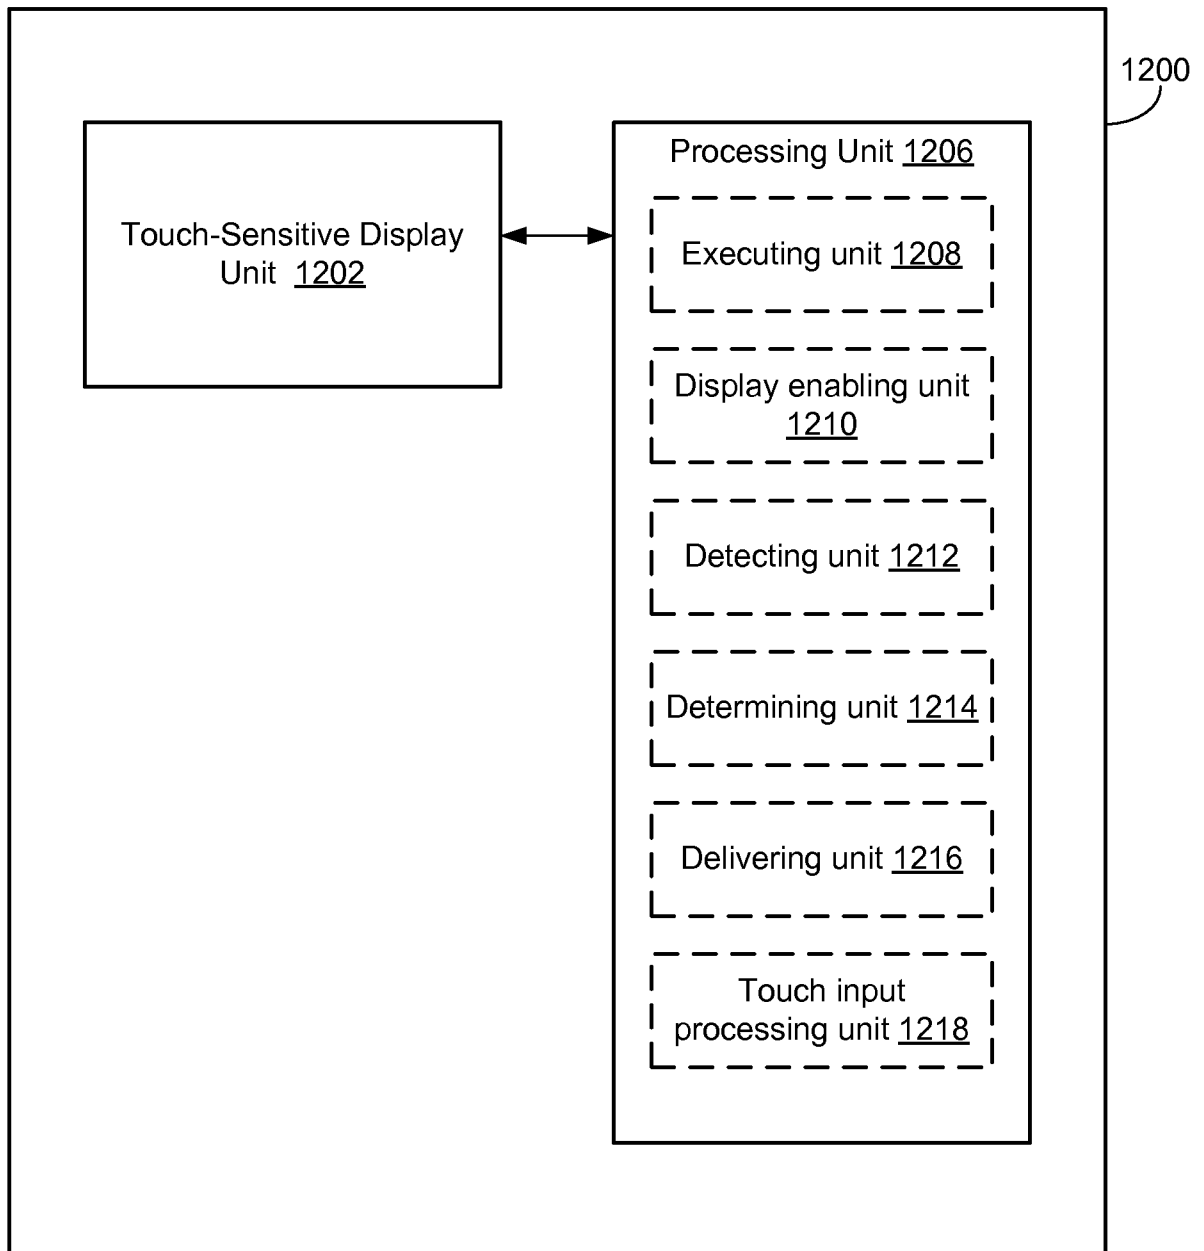 1200
Touch-Sensitive Display
Unit 1202
Processing Unit 1206
Executing unit 1208
Display enabling unit
1210
Detecting unit 1212
Determining unit 1214
Delivering unit 1216
Touch input
processing unit 1218